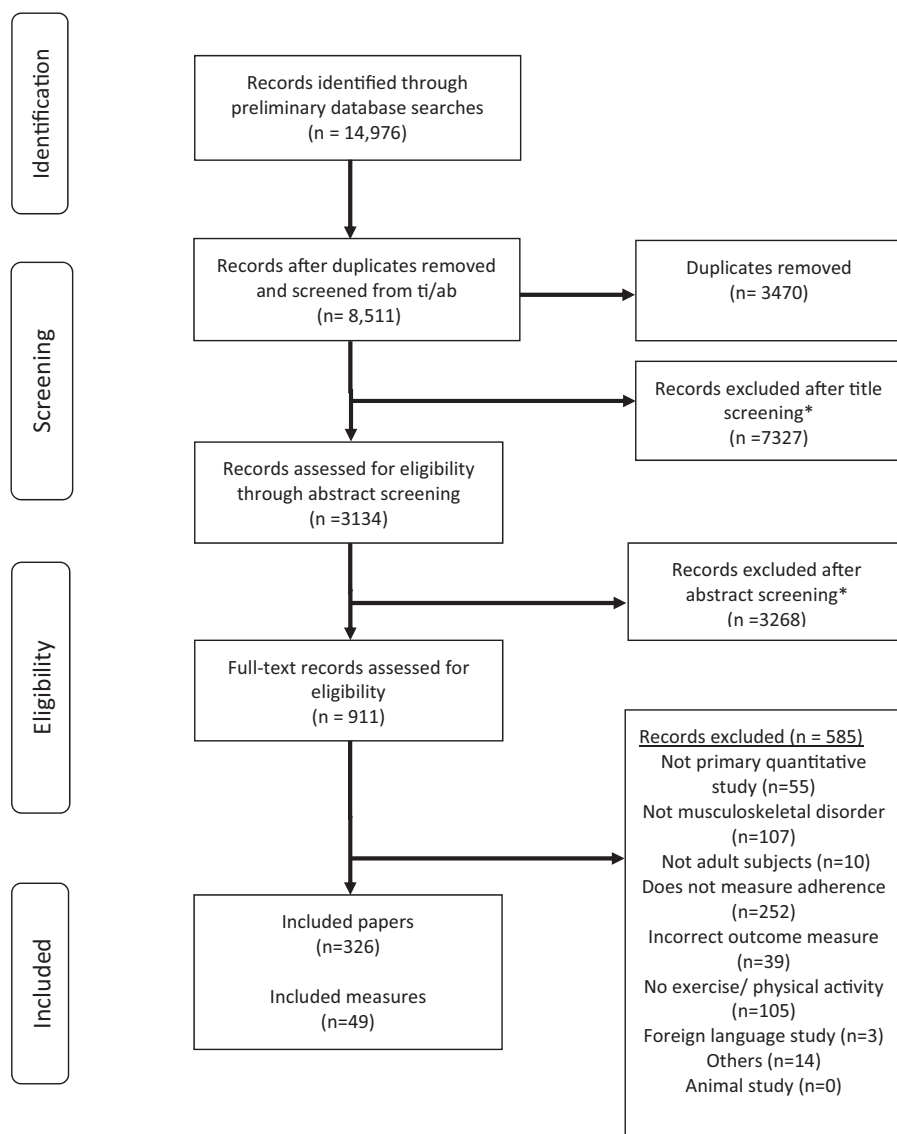 Identification
Records identified through
preliminary database searches
(n = 14,976)
Screening
Records after duplicates removed
and screened from ti/ab
(n= 8,511)
Duplicates removed
(n= 3470)
Records excluded after title
screening*
(n =7327)
Records assessed for eligibility
through abstract screening
(n =3134)
Eligibility
Records excluded after
abstract screening*
(n =3268)
Full-text records assessed for
eligibility
(n = 911)
Records excluded (n = 585)
Not primary quantitative
study (n=55)
Not musculoskeletal disorder
(n=107)
Not adult subjects (n=10)
Does not measure adherence
(n=252)
Incorrect outcome measure
(n=39)
No exercise/ physical activity
(n=105)
Foreign language study (n=3)
Others (n=14)
Animal study (n=0)
Included
Included papers
(n=326)
Included measures
(n=49)